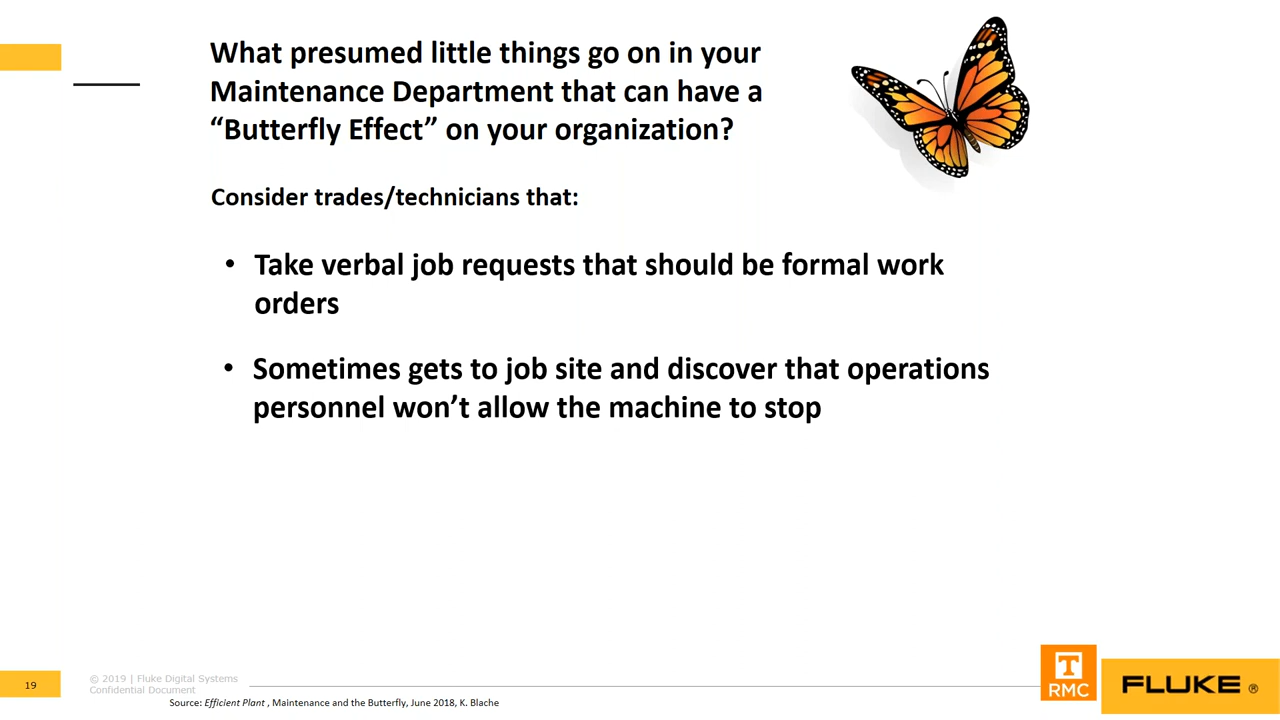 What presumed little things go on in your
Maintenance Department that can have a
“Butterfly Effect” on your organization?
Consider trades/technicians that:
• Take verbal job requests that should be formal work
orders
• Sometimes gets to job site and discover that operations
personnel won’t allow the machine to stop
19
© 2019 | Fluke Digital Systems
Confidential Document
Source: Efficient Plant , Maintenance and the Butterfly, June 2018, K. Blache
T
RMC
FLUKE ®